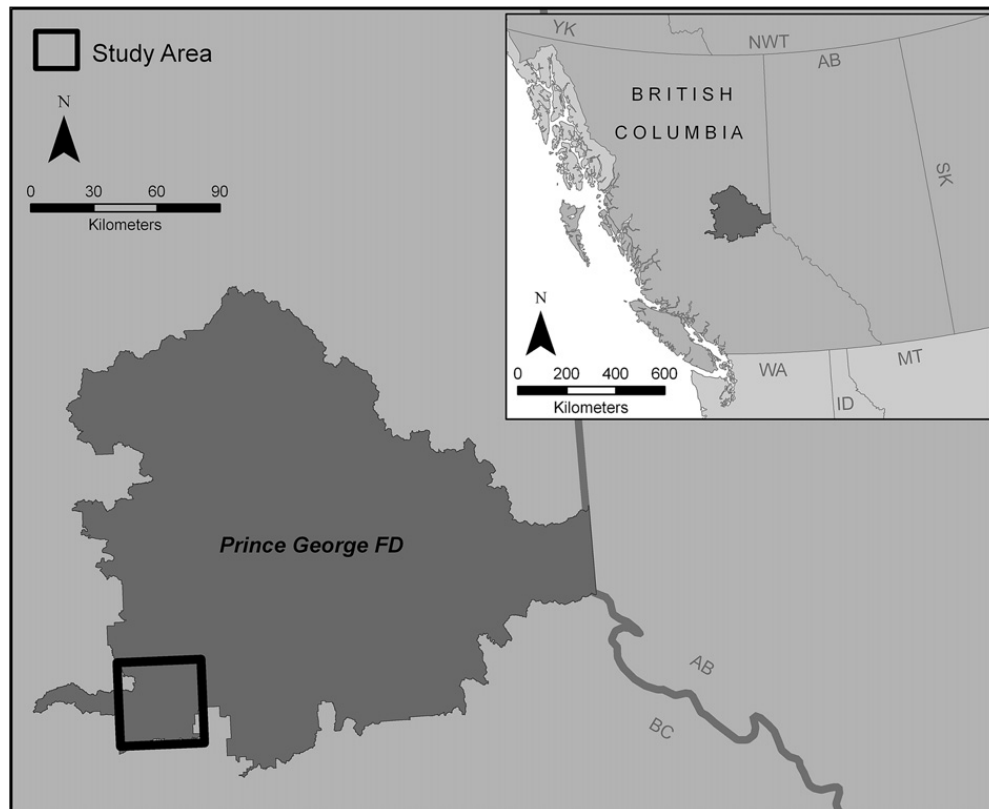 Study Area
N
0 30 60 90
Kilometers
Prince George FD
AB
BC
YK
NWT
AB
BRITISH
COLUMBIA
SK
N
0 200 400 600
Kilometers
WA
ID
MT